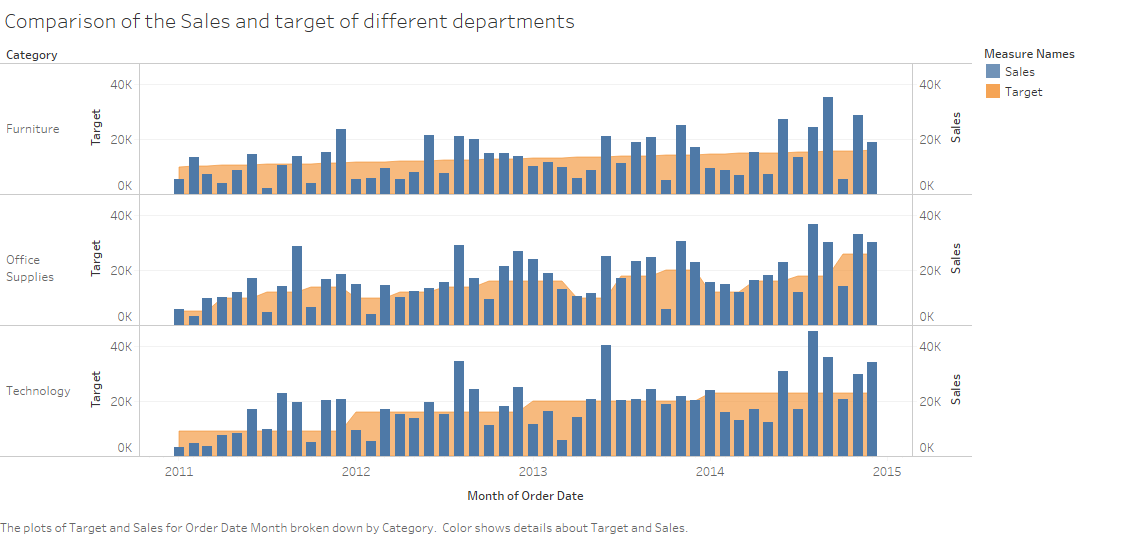 Comparison of the Sales and target of different departments
Category
Measure Names
Sales
Target
Furniture
Target
40K
20K
0K
40K
20K
0K
Sales
Office
Supplies
Target
40K
20K
0K
40K
20K
0K
Sales
Technology
Target
40K
20K
0K
40K
20K
0K
Sales
2011 2012 2013 2014 2015
Month of Order Date
The plots of Target and Sales for Order Date Month broken down by Category.  Color shows details about Target and Sales.